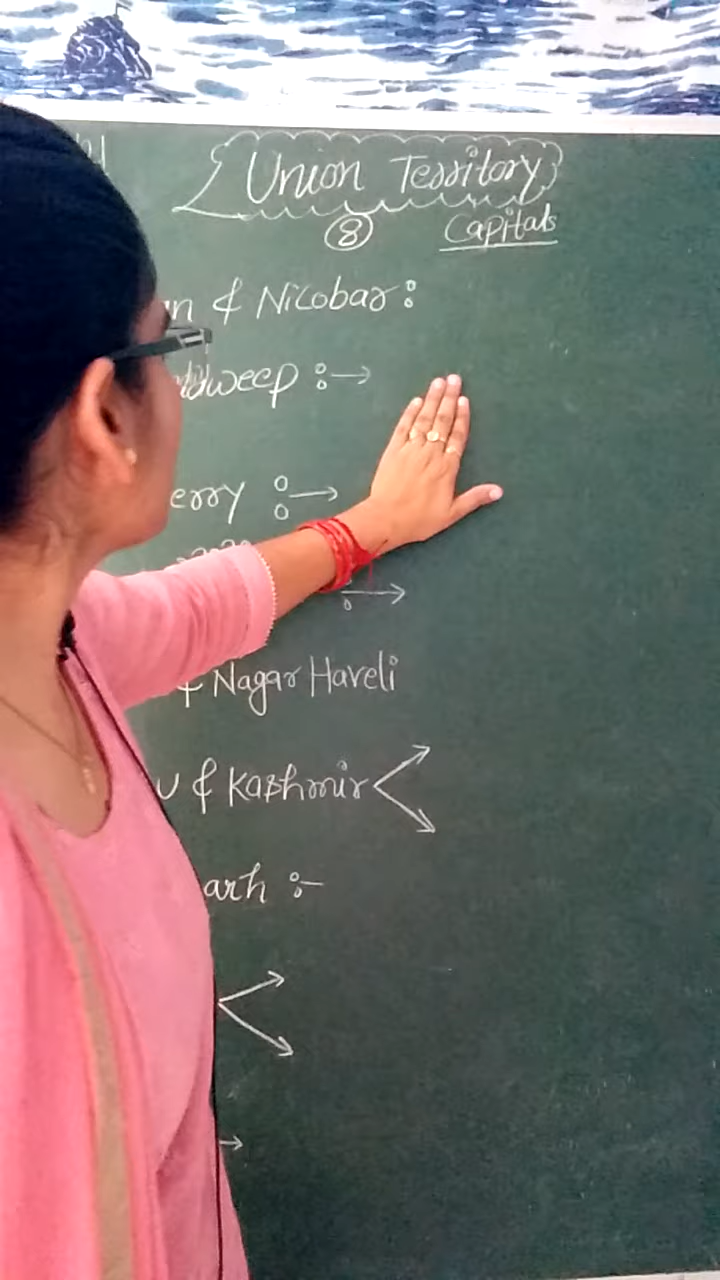 Union Territory
8
Capitals
& Nicobar :
dweep :→
erry :→
→
& Nagar Haveli
U & Kashmir
arh :-
→